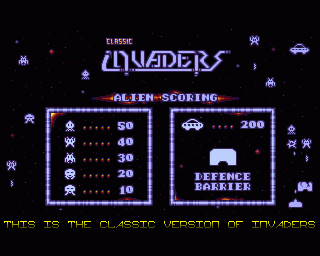 CLASSIC
INVADERS
ALIEN SCORING
..... 50
..... 40
..... 30
..... 20
..... 10
.... 200
DEFENCE
BARRIER
THIS IS THE CLASSIC VERSION OF INVADERS